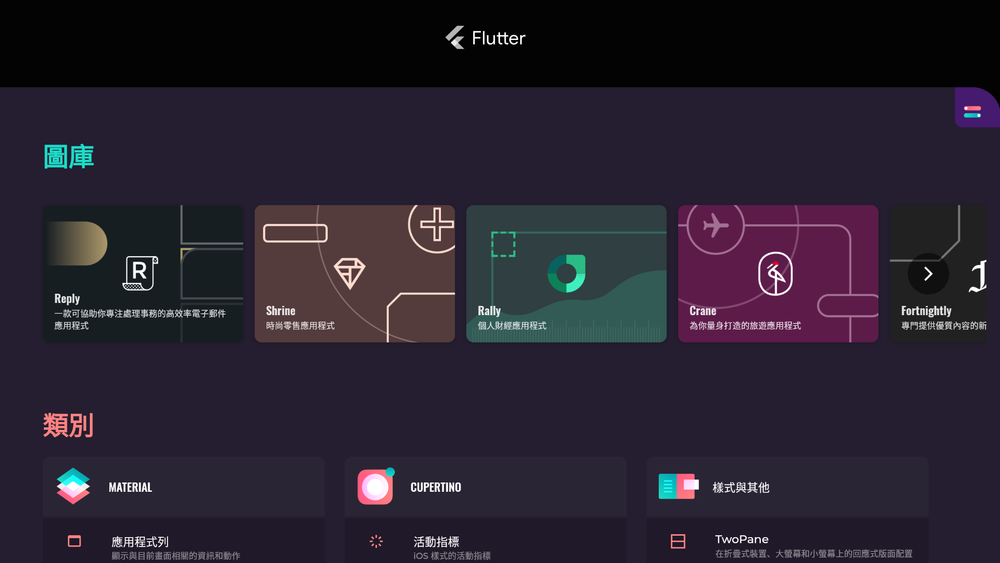 Flutter
圖庫
Reply
一款可協助你專注處理事務的高效率電子郵件
應用程式
Shrine
時尚零售應用程式
Rally
個人財經應用程式
Crane
為你量身打造的旅遊應用程式
Fortnightly
專門提供優質內容的新
類別
MATERIAL
CUPERTINO
樣式與其他
應用程式列
顯示與目前畫面相關的資訊和動作
活動指標
iOS 樣式的活動指標
TwoPane
在折疊式裝置、大螢幕和小螢幕上的回應式版面配置